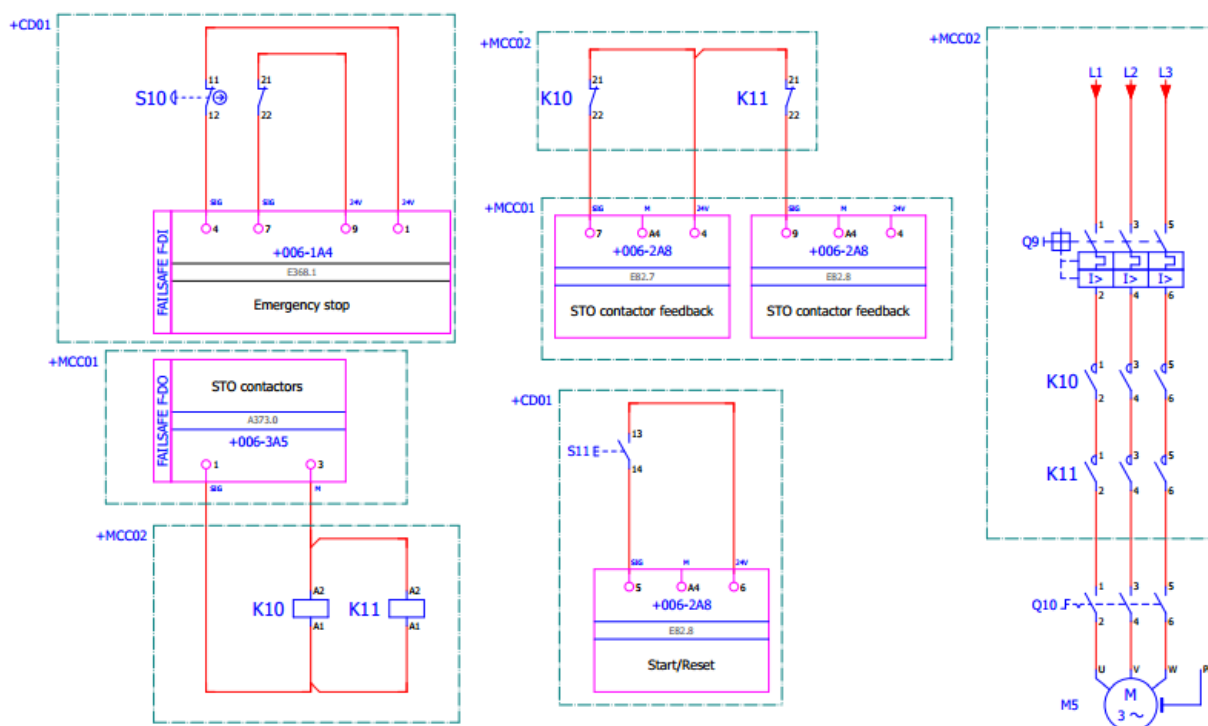 +CD01
11
21
S10
12
22
SIG
SIG
24V
24V
FAILSAFE F-DI
4
7
9
1
+006-1A4
E368.1
Emergency stop
+MCC02
21
21
K10
K11
22
22
+MCC01
SIG
M
24V
SIG
M
24V
7
A4
4
9
A4
4
+006-2A8
+006-2A8
E82.7
E82.8
STO contactor feedback
STO contactor feedback
+MCC01
FAILSAFE F-DO
STO contactors
A373.0
+006-3A5
1
3
SIG
M
+MCC02
A2
A2
K10
K11
A1
A1
+CD01
13
S11
14
SIG
M
24V
5
A4
6
+006-2A8
E82.8
Start/Reset
+MCC02
L1
L2
L3
1
3
5
Q9
I>
I>
I>
2
4
6
1
3
5
K10
2
4
6
1
3
5
K11
2
4
6
1
3
5
Q10
2
4
6
U
V
W
M5
M
3 ~